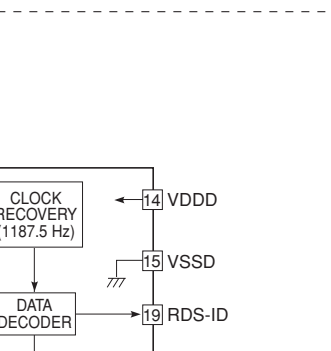 CLOCK
RECOVERY
(1187.5 Hz)
14 VDDD
15 VSSD
DATA
DECODER
19 RDS-ID